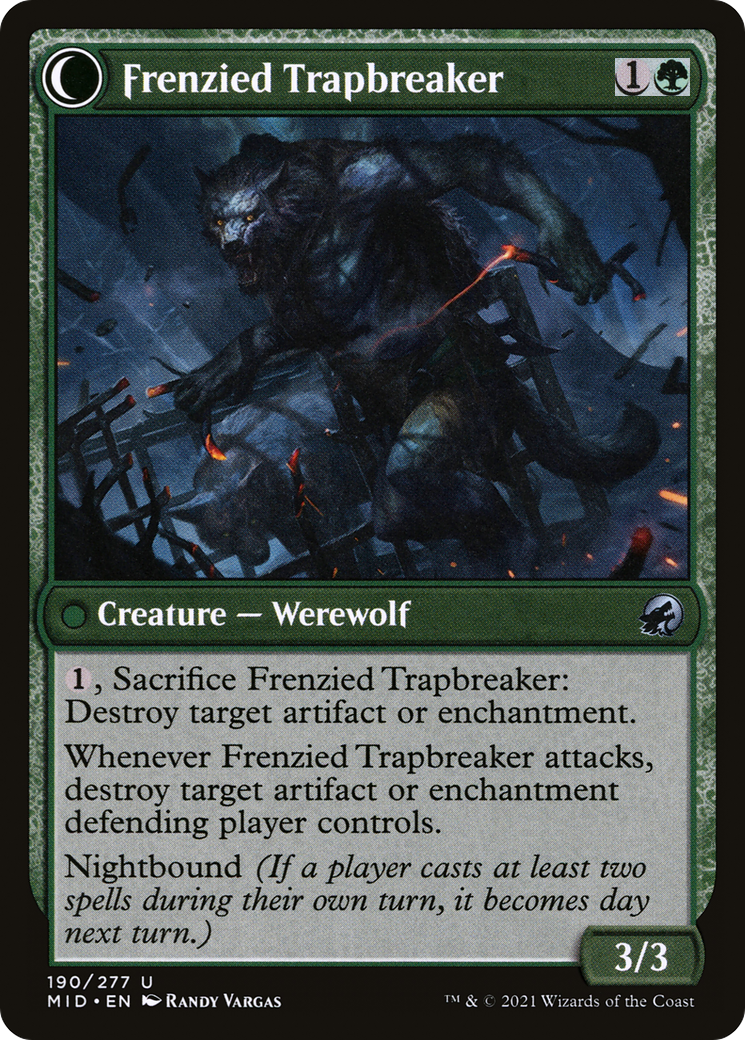 Frenzied Trapbreaker 1
Creature — Werewolf
1, Sacrifice Frenzied Trapbreaker:
Destroy target artifact or enchantment.
Whenever Frenzied Trapbreaker attacks,
destroy target artifact or enchantment
defending player controls.
Nightbound (If a player casts at least two
spells during their own turn, it becomes day
next turn.)
3/3
190/277 U
MID • EN Randy Vargas
™ & © 2021 Wizards of the Coast